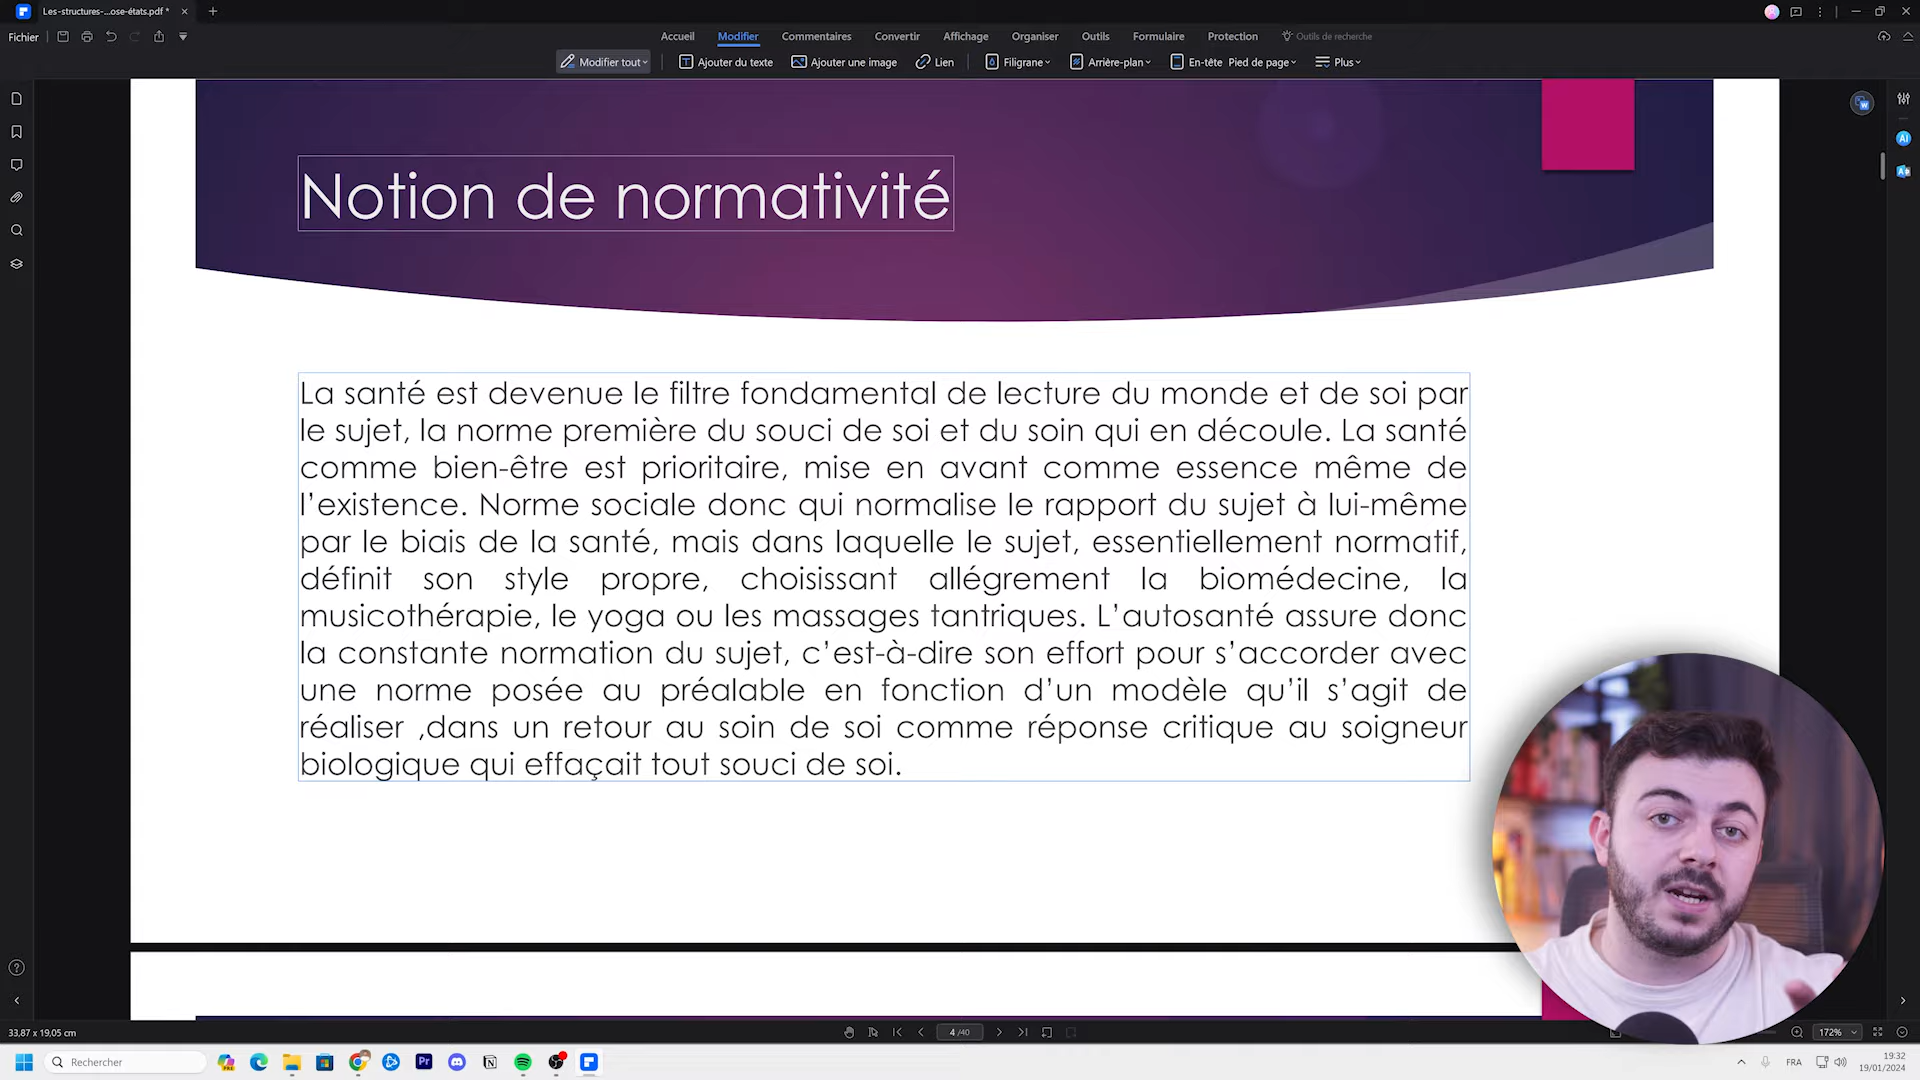 Les-structures-...ose-états.pdf *
Fichier
Accueil
Modifier
Commentaires
Convertir
Affichage
Organiser
Outils
Formulaire
Protection
Outils de recherche
Modifier tout
Ajouter du texte
Ajouter une image
Lien
Filigrane
Arrière-plan
En-tête Pied de page
Plus
AI
Notion de normativité
La santé est devenue le filtre fondamental de lecture du monde et de soi par
le sujet, la norme première du souci de soi et du soin qui en découle. La santé
comme bien-être est prioritaire, mise en avant comme essence même de
l’existence. Norme sociale donc qui normalise le rapport du sujet à lui-même
par le biais de la santé, mais dans laquelle le sujet, essentiellement normatif,
définit son style propre, choisissant allégrement la biomédecine, la
musicothérapie, le yoga ou les massages tantriques. L’autosanté assure donc
la constante normation du sujet, c’est-à-dire son effort pour s’accorder avec
une norme posée au préalable en fonction d’un modèle qu’il s’agit de
réaliser ,dans un retour au soin de soi comme réponse critique au soigneur
biologique qui effaçait tout souci de soi.
33,87 x 19,05 cm
4 /40
172%
Rechercher
Pr
FRA
19:32
19/01/2024